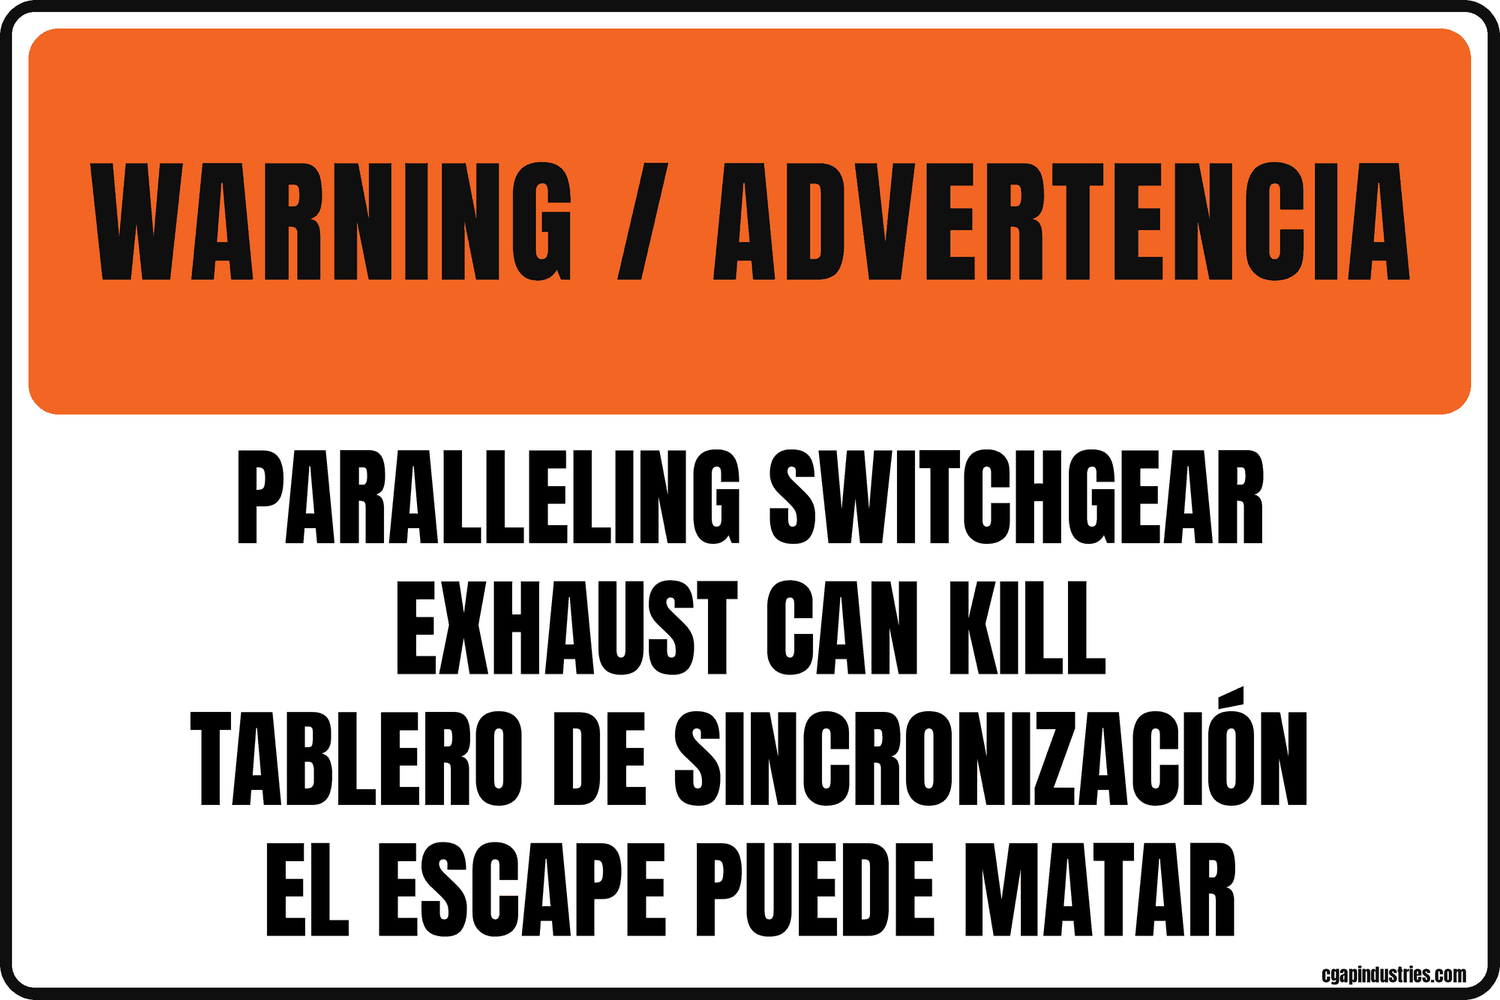 WARNING / ADVERTENCIA
PARALLELING SWITCHGEAR
EXHAUST CAN KILL
TABLERO DE SINCRONIZACIÓN
EL ESCAPE PUEDE MATAR
cgapindustries.com